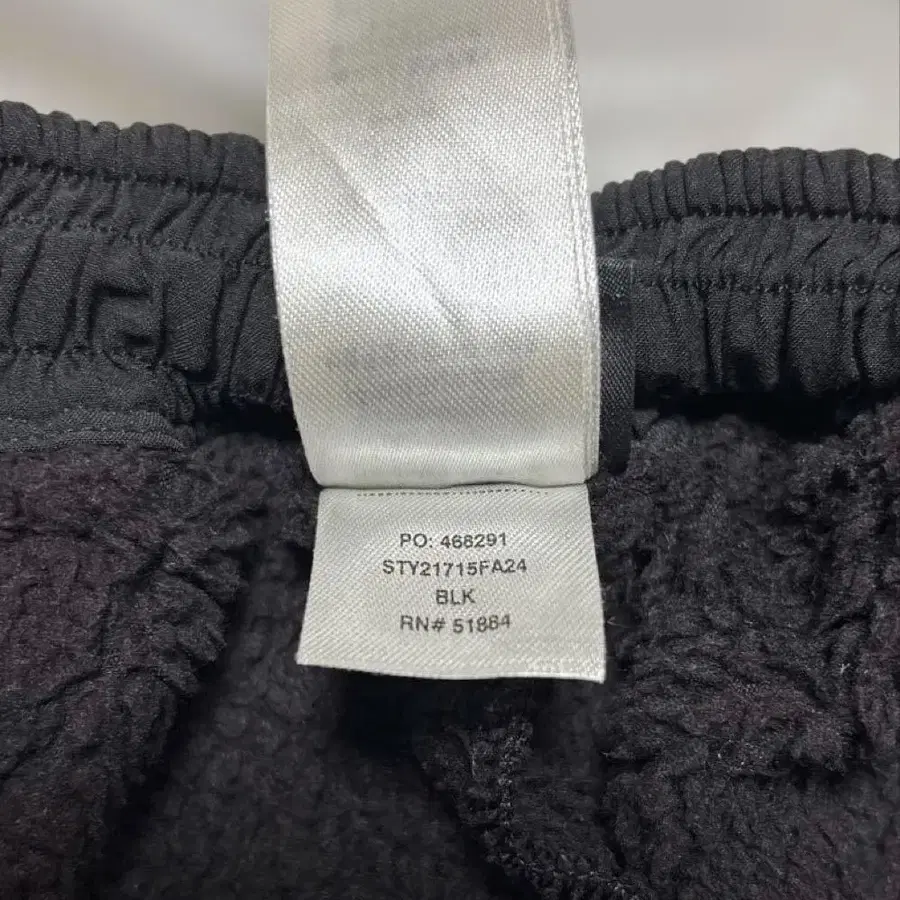 PO: 468291
STY21715FA24
BLK
RN# 51884